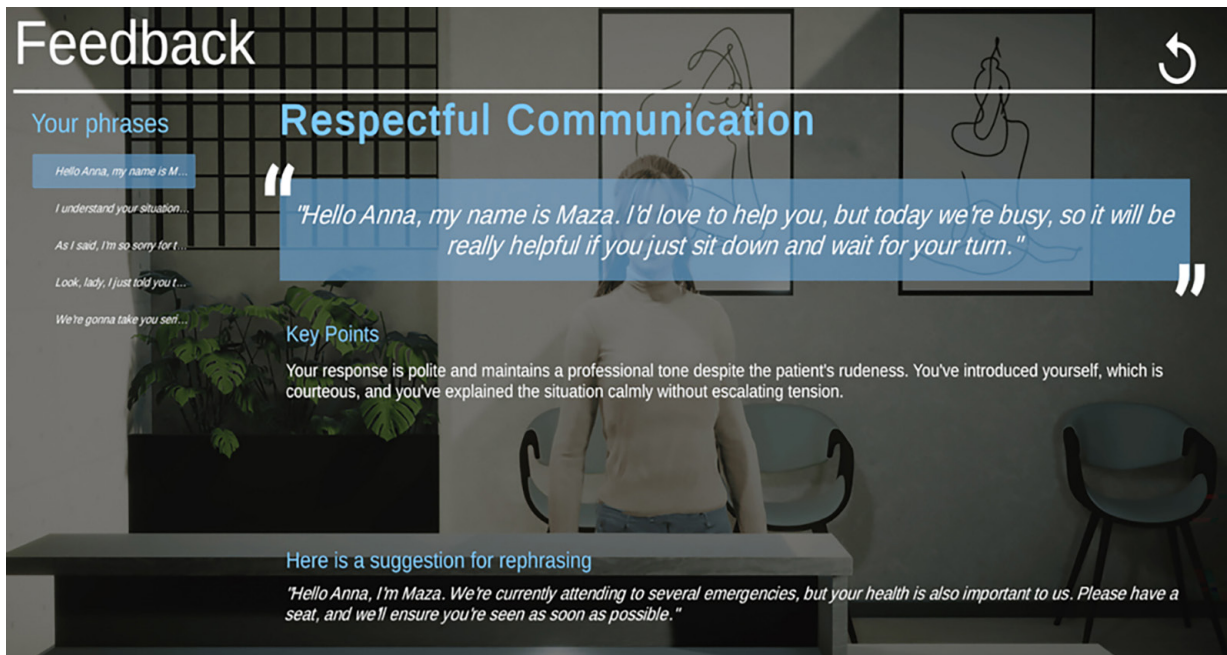 Feedback
Your phrases
Hello Anna, my name is M...
I understand your situation...
As I said, I'm so sorry for t...
Look, lady, I just told you t...
We're gonna take you seri...
Respectful Communication
“
"Hello Anna, my name is Maza. I'd love to help you, but today we're busy, so it will be
really helpful if you just sit down and wait for your turn."
”
Key Points
Your response is polite and maintains a professional tone despite the patient's rudeness. You've introduced yourself, which is
courteous, and you've explained the situation calmly without escalating tension.
Here is a suggestion for rephrasing
"Hello Anna, I'm Maza. We're currently attending to several emergencies, but your health is also important to us. Please have a
seat, and we'll ensure you're seen as soon as possible."